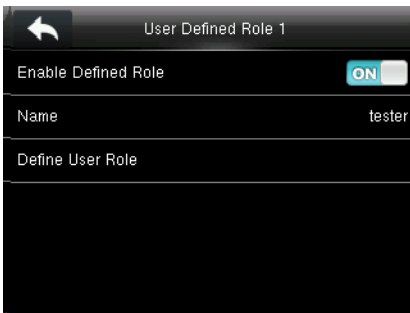 User Defined Role 1
Enable Defined Role ON
Name tester
Define User Role